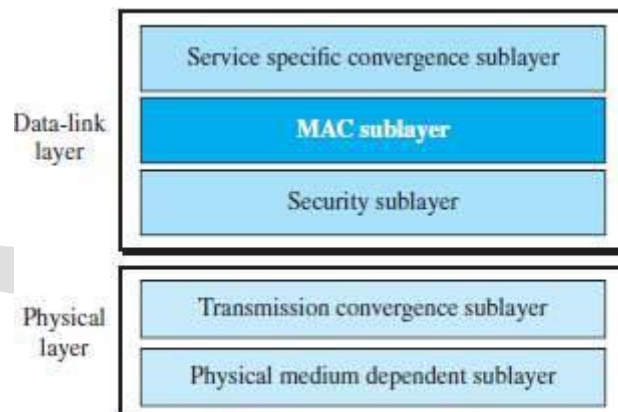 Service specific convergence sublayer
Data-link
layer
MAC sublayer
Security sublayer
Physical
layer
Transmission convergence sublayer
Physical medium dependent sublayer